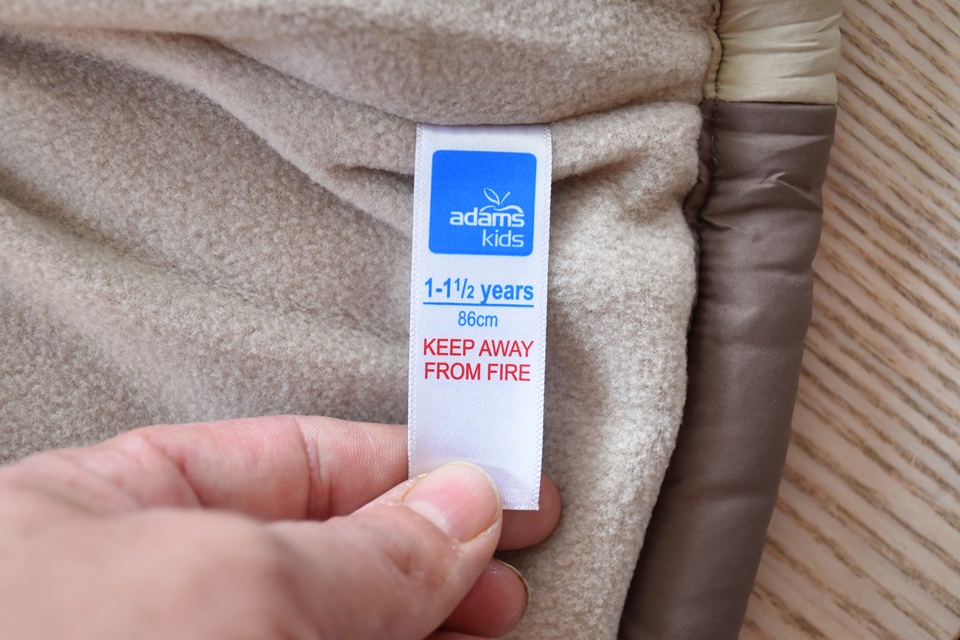 adams
kids
1-1½ years
86cm
KEEP AWAY
FROM FIRE